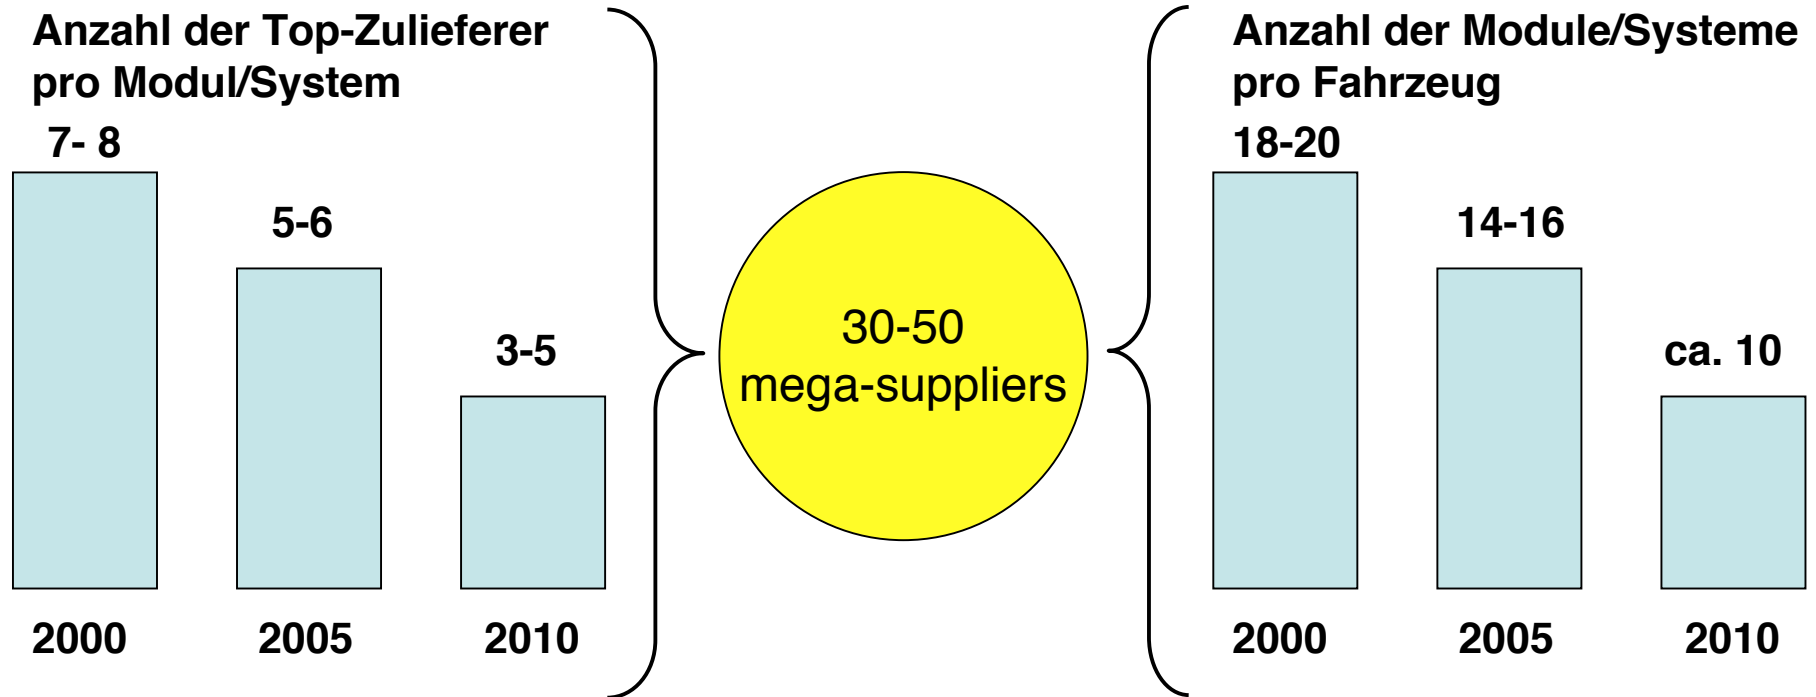 Anzahl der Top-Zulieferer
pro Modul/System
7- 8
5-6
3-5
2000
2005
2010
30-50
mega-suppliers
Anzahl der Module/Systeme
pro Fahrzeug
18-20
14-16
ca. 10
2000
2005
2010